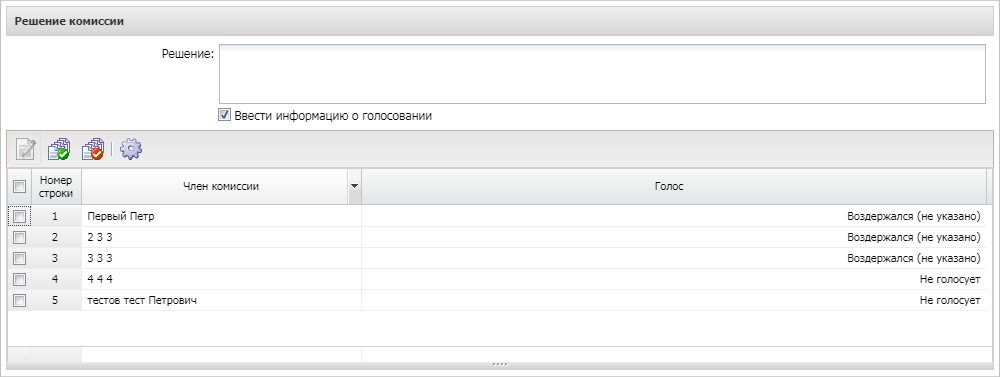 Решение комиссии
Решение:
Ввести информацию о голосовании
Номер строки Член комиссии Голос
1 Первый Петр Воздержался (не указано)
2 2 3 3 Воздержался (не указано)
3 3 3 3 Воздержался (не указано)
4 4 4 4 Не голосует
5 тестов тест Петрович Не голосует